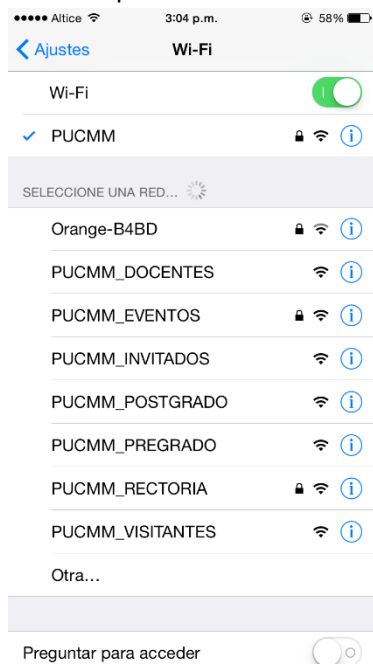 Altice 3:04 p.m. 58%
Ajustes Wi-Fi
Wi-Fi
PUCMM
SELECCIONE UNA RED...
Orange-B4BD
PUCMM_DOCENTES
PUCMM_EVENTOS
PUCMM_INVITADOS
PUCMM_POSTGRADO
PUCMM_PREGRADO
PUCMM_RECTORIA
PUCMM_VISITANTES
Otra...
Preguntar para acceder